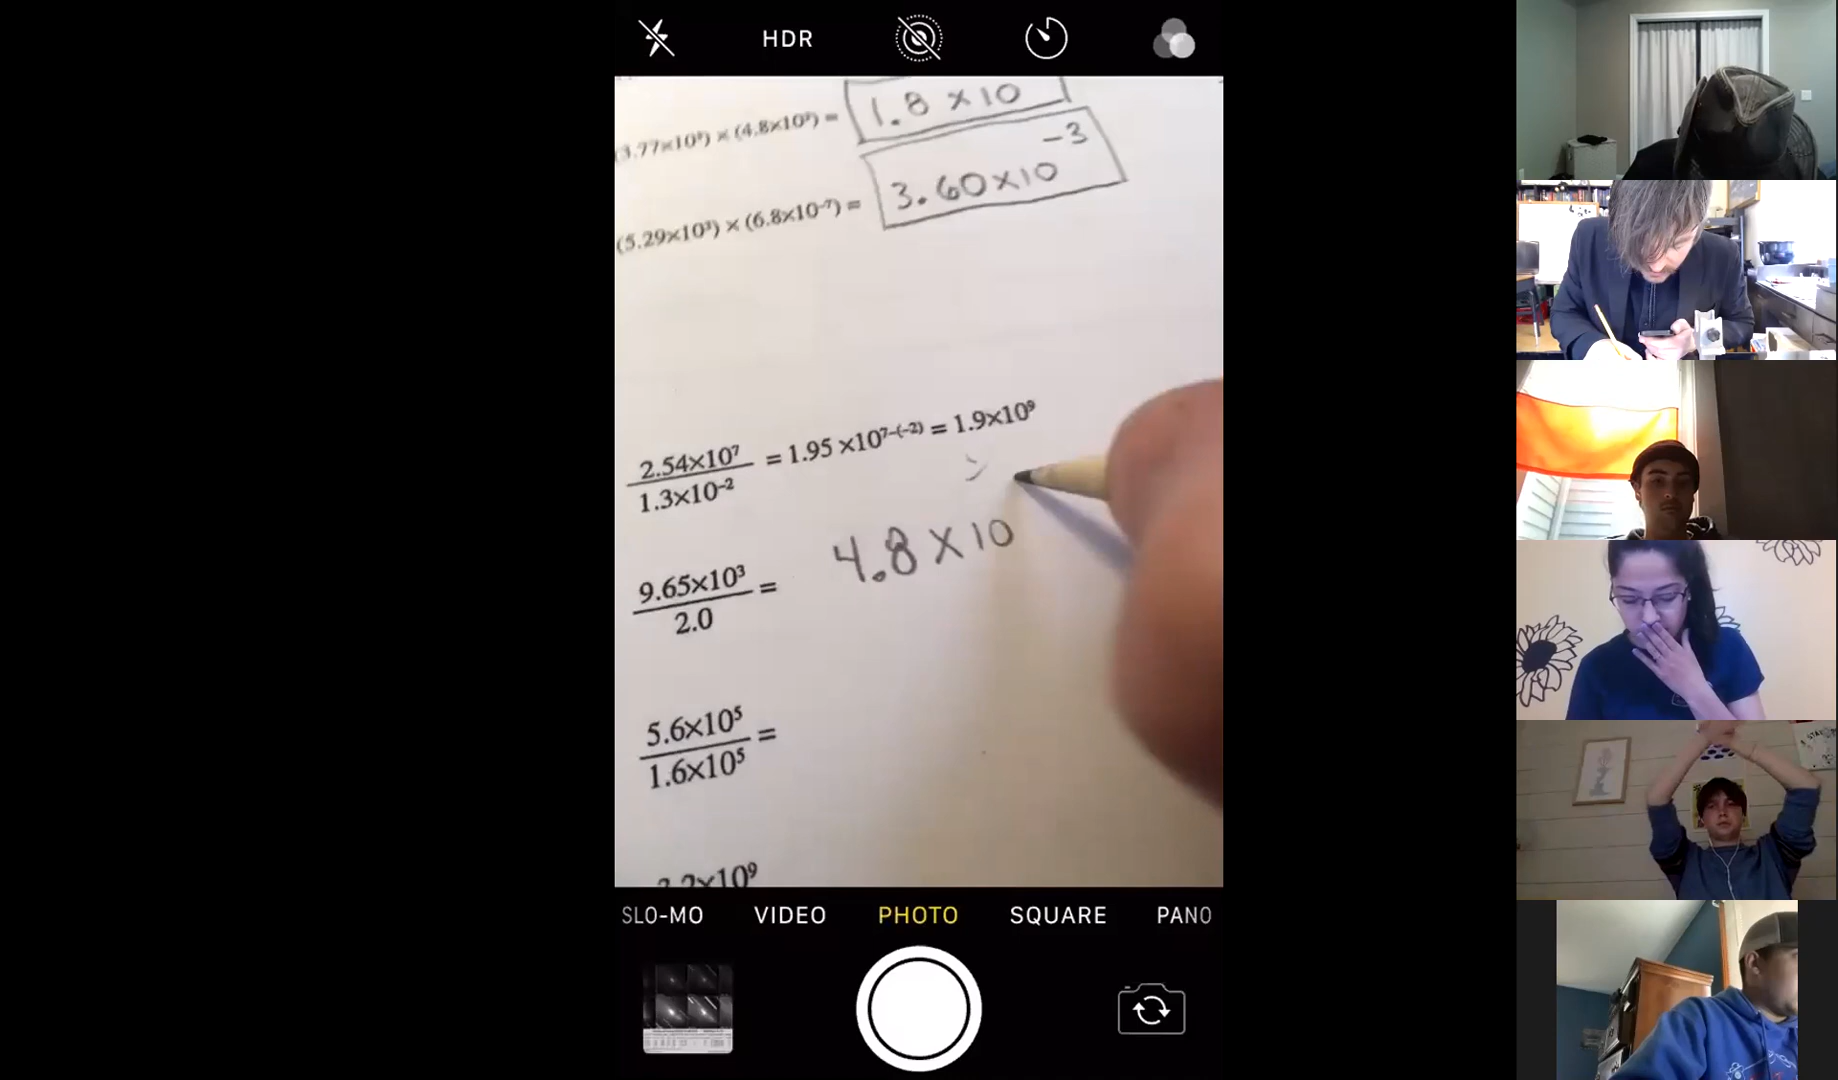 HDR
(3.77×10⁵) × (4.8×10²) = 1.8 ×10
(5.29×10³) × (6.8×10⁻⁷) = 3.60×10⁻³
2.54×10⁷
1.3×10⁻² = 1.95 ×10⁷⁻⁽⁻²⁾ = 1.9×10⁹
9.65×10³
2.0 = 4.8 × 10
5.6×10⁵
1.6×10⁵ =
SLO-MO VIDEO PHOTO SQUARE PANO